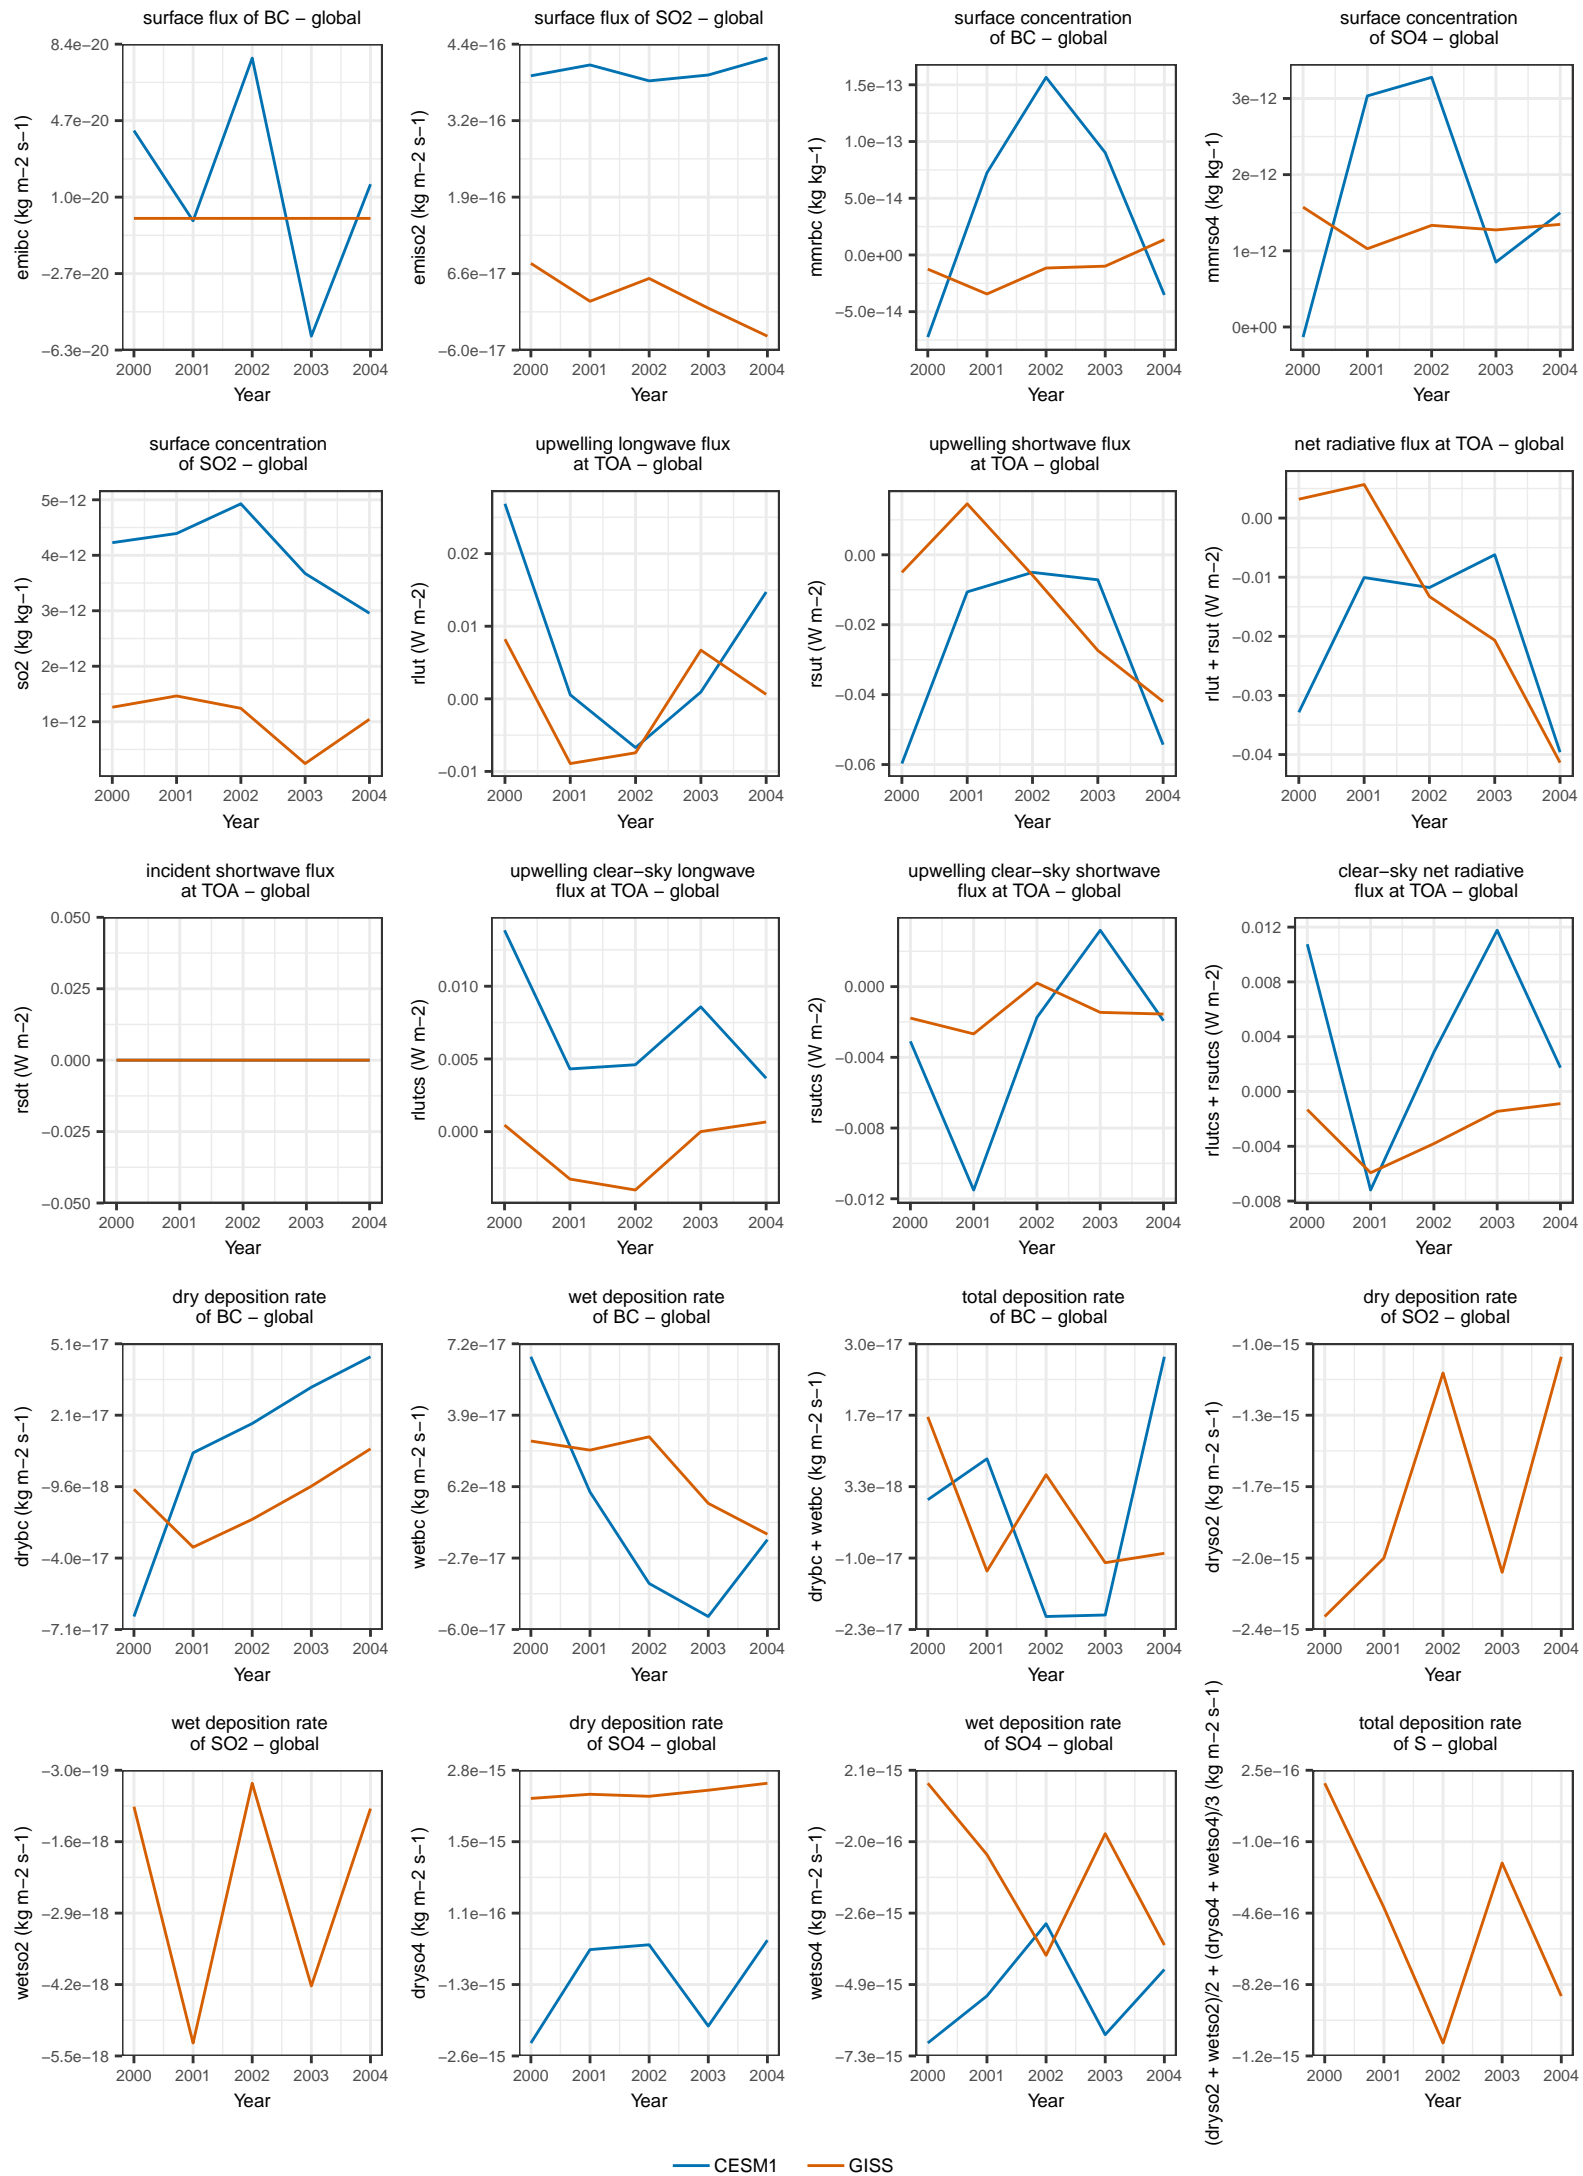 surface flux of BC − global
8.4e−20
4.7e−20
1.0e−20
−2.7e−20
−6.3e−20
emibc (kg m−2 s−1)
2000 2001 2002 2003 2004
Year
surface flux of SO2 − global
4.4e−16
3.2e−16
1.9e−16
6.6e−17
−6.0e−17
emiso2 (kg m−2 s−1)
2000 2001 2002 2003 2004
Year
surface concentration
of BC − global
1.5e−13
1.0e−13
5.0e−14
0.0e+00
−5.0e−14
mmrbc (kg kg−1)
2000 2001 2002 2003 2004
Year
surface concentration
of SO4 − global
3e−12
2e−12
1e−12
0e+00
mmrso4 (kg kg−1)
2000 2001 2002 2003 2004
Year
surface concentration
of SO2 − global
5e−12
4e−12
3e−12
2e−12
1e−12
so2 (kg kg−1)
2000 2001 2002 2003 2004
Year
upwelling longwave flux
at TOA − global
0.02
0.01
0.00
−0.01
rlut (W m−2)
2000 2001 2002 2003 2004
Year
upwelling shortwave flux
at TOA − global
0.00
−0.02
−0.04
−0.06
rsut (W m−2)
2000 2001 2002 2003 2004
Year
net radiative flux at TOA − global
0.00
−0.01
−0.02
−0.03
−0.04
rlut + rsut (W m−2)
2000 2001 2002 2003 2004
Year
incident shortwave flux
at TOA − global
0.050
0.025
0.000
−0.025
−0.050
rsdt (W m−2)
2000 2001 2002 2003 2004
Year
upwelling clear−sky longwave
flux at TOA − global
0.010
0.005
0.000
rlutcs (W m−2)
2000 2001 2002 2003 2004
Year
upwelling clear−sky shortwave
flux at TOA − global
0.000
−0.004
−0.008
−0.012
rsutcs (W m−2)
2000 2001 2002 2003 2004
Year
clear−sky net radiative
flux at TOA − global
0.012
0.008
0.004
0.000
−0.004
−0.008
rlutcs + rsutcs (W m−2)
2000 2001 2002 2003 2004
Year
dry deposition rate
of BC − global
5.1e−17
2.1e−17
−9.6e−18
−4.0e−17
−7.1e−17
drybc (kg m−2 s−1)
2000 2001 2002 2003 2004
Year
wet deposition rate
of BC − global
7.2e−17
3.9e−17
6.2e−18
−2.7e−17
−6.0e−17
wetbc (kg m−2 s−1)
2000 2001 2002 2003 2004
Year
total deposition rate
of BC − global
3.0e−17
1.7e−17
3.3e−18
−1.0e−17
−2.3e−17
drybc + wetbc (kg m−2 s−1)
2000 2001 2002 2003 2004
Year
dry deposition rate
of SO2 − global
−1.0e−15
−1.3e−15
−1.7e−15
−2.0e−15
−2.4e−15
dryso2 (kg m−2 s−1)
2000 2001 2002 2003 2004
Year
wet deposition rate
of SO2 − global
−3.0e−19
−1.6e−18
−2.9e−18
−4.2e−18
−5.5e−18
wetso2 (kg m−2 s−1)
2000 2001 2002 2003 2004
Year
dry deposition rate
of SO4 − global
2.8e−15
1.5e−15
1.1e−16
−1.3e−15
−2.6e−15
dryso4 (kg m−2 s−1)
2000 2001 2002 2003 2004
Year
wet deposition rate
of SO4 − global
2.1e−15
−2.0e−16
−2.6e−15
−4.9e−15
−7.3e−15
wetso4 (kg m−2 s−1)
2000 2001 2002 2003 2004
Year
total deposition rate
of S − global
2.5e−16
−1.0e−16
−4.6e−16
−8.2e−16
−1.2e−15
(dryso2 + wetso2)/2 + (dryso4 + wetso4)/3 (kg m−2 s−1)
2000 2001 2002 2003 2004
Year
CESM1 GISS